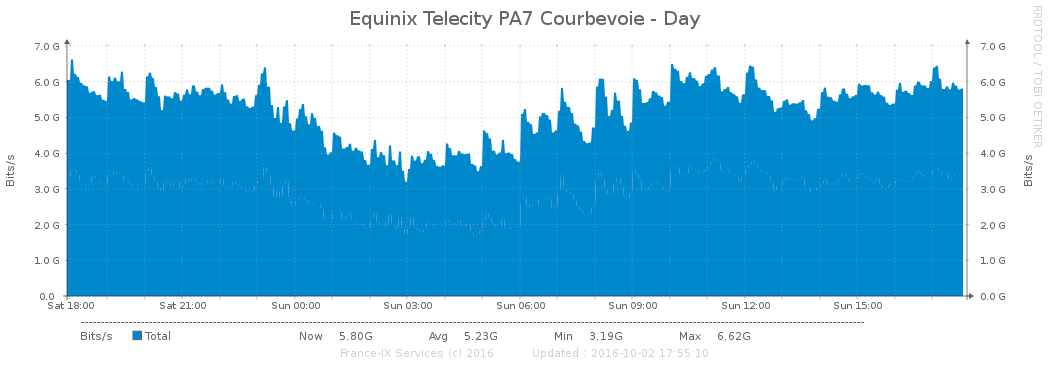 Equinix Telecity PA7 Courbevoie - Day
RRDTOOL / TOBI OETIKER
7.0 G 7.0 G
6.0 G 6.0 G
5.0 G 5.0 G
4.0 G 4.0 G
3.0 G 3.0 G
2.0 G 2.0 G
1.0 G 1.0 G
0.0 0.0 G
Bits/s
Bits/s
Sat 18:00 Sat 21:00 Sun 00:00 Sun 03:00 Sun 06:00 Sun 09:00 Sun 12:00 Sun 15:00
Bits/s Total Now 5.80G Avg 5.23G Min 3.19G Max 6.62G
France-IX Services (c) 2016 Updated : 2016-10-02 17:55:10